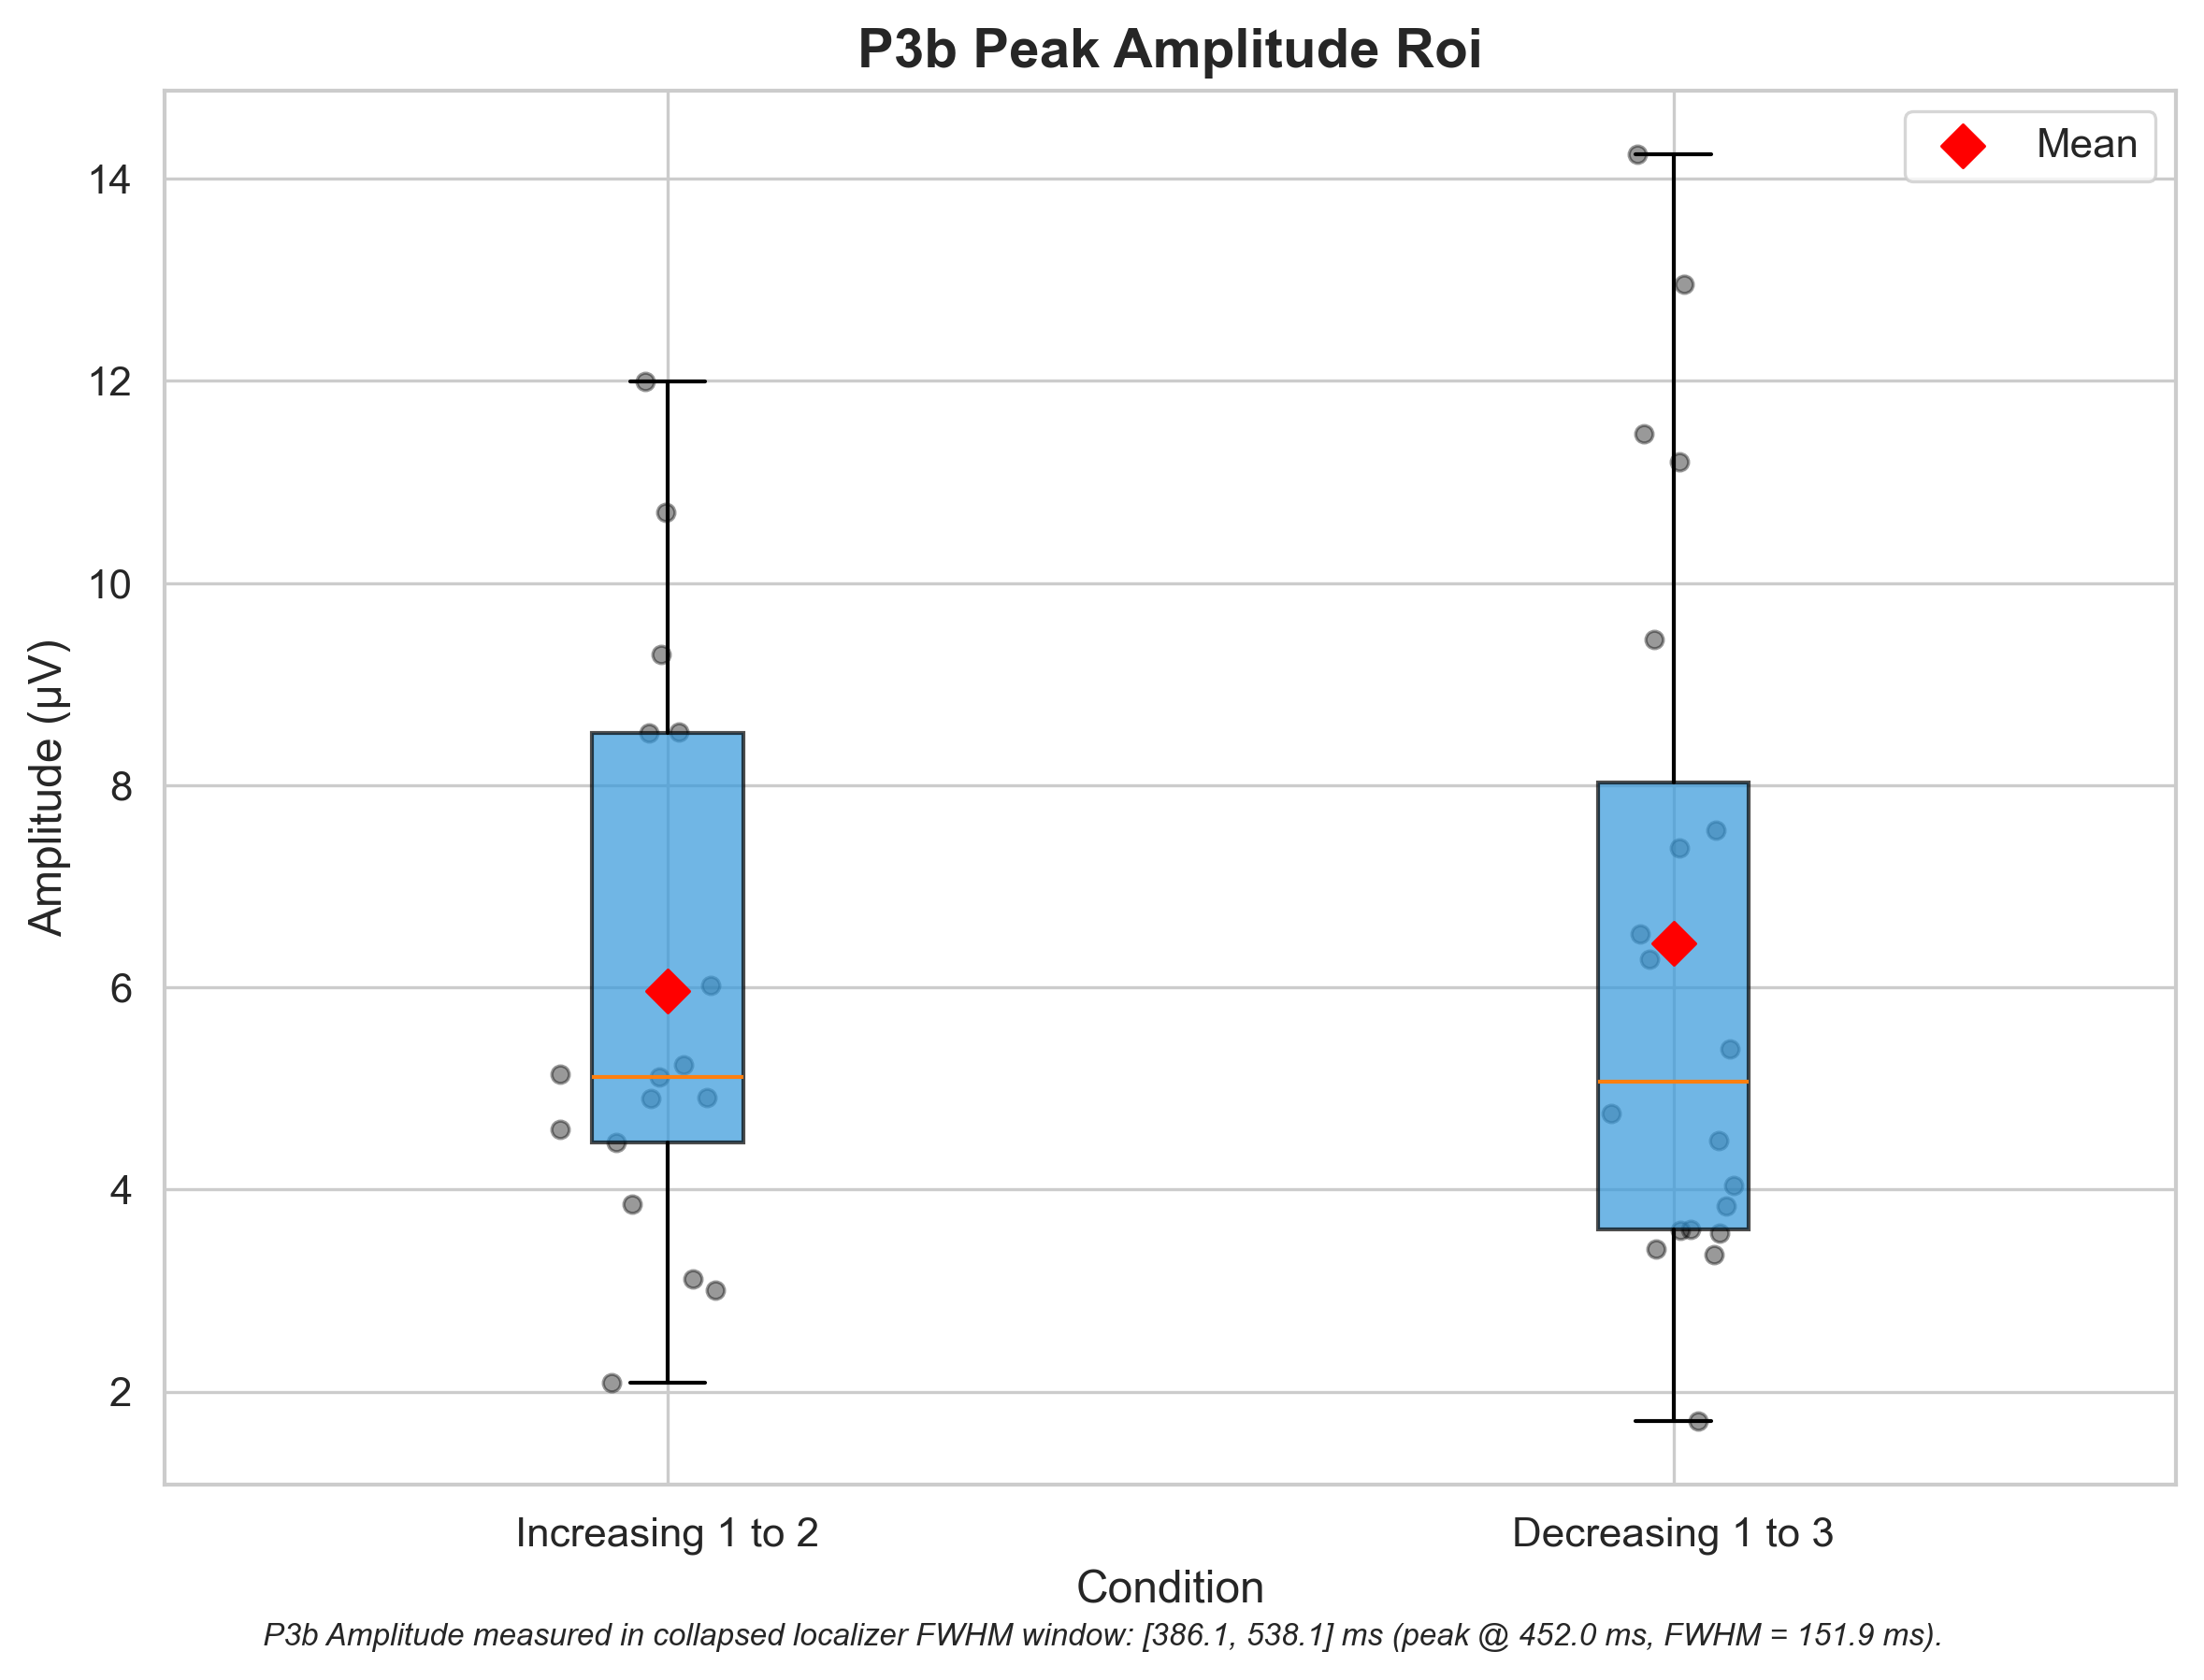 P3b Peak Amplitude Roi
Mean
14
12
10
8
6
4
2
Amplitude (µV)
Increasing 1 to 2
Decreasing 1 to 3
Condition
P3b Amplitude measured in collapsed localizer FWHM window: [386.1, 538.1] ms (peak @ 452.0 ms, FWHM = 151.9 ms).